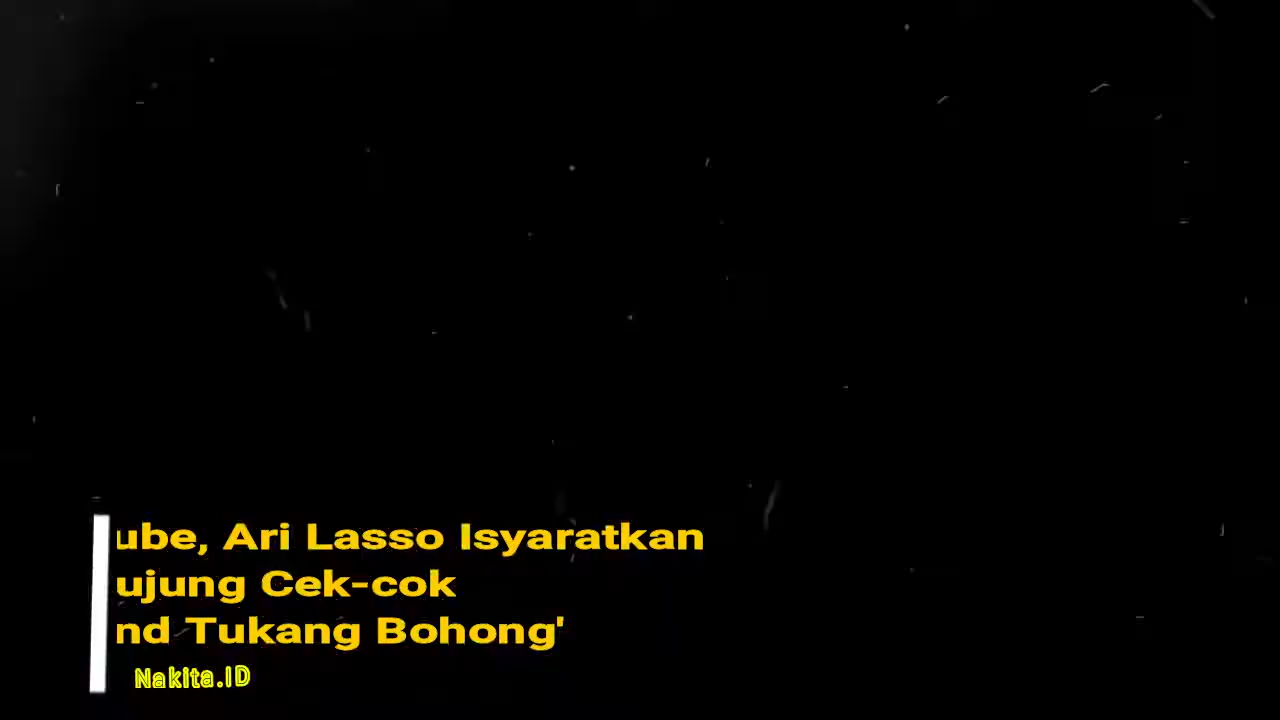 ube, Ari Lasso Isyaratkan
ujung Cek-cok
nd Tukang Bohong'
Nakita.ID